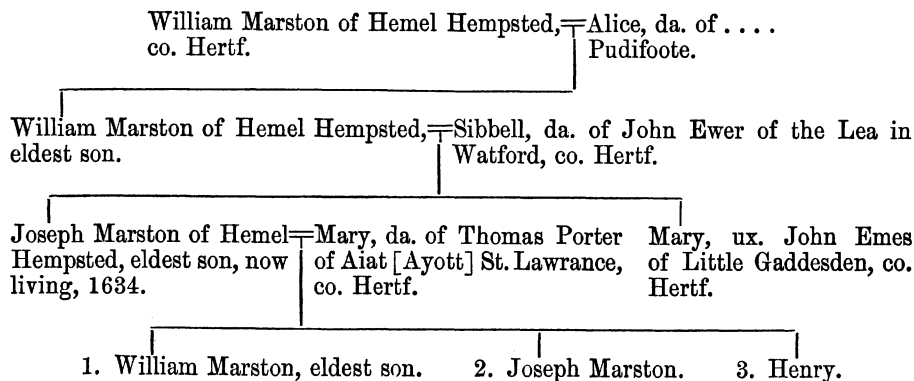 William Marston of Hemel Hempsted,=Alice, da. of ....
co. Hertf.
Pudifoote.
William Marston of Hemel Hempsted,=Sibbell, da. of John Ewer of the Lea in
eldest son.
Watford, co. Hertf.
Joseph Marston of Hemel=Mary, da. of Thomas Porter
Hempsted, eldest son, now
of Aiat [Ayott] St. Lawrance,
living, 1634.
co. Hertf.
Mary, ux. John Emes
of Little Gaddesden, co.
Hertf.
1. William Marston, eldest son.
2. Joseph Marston.
3. Henry.